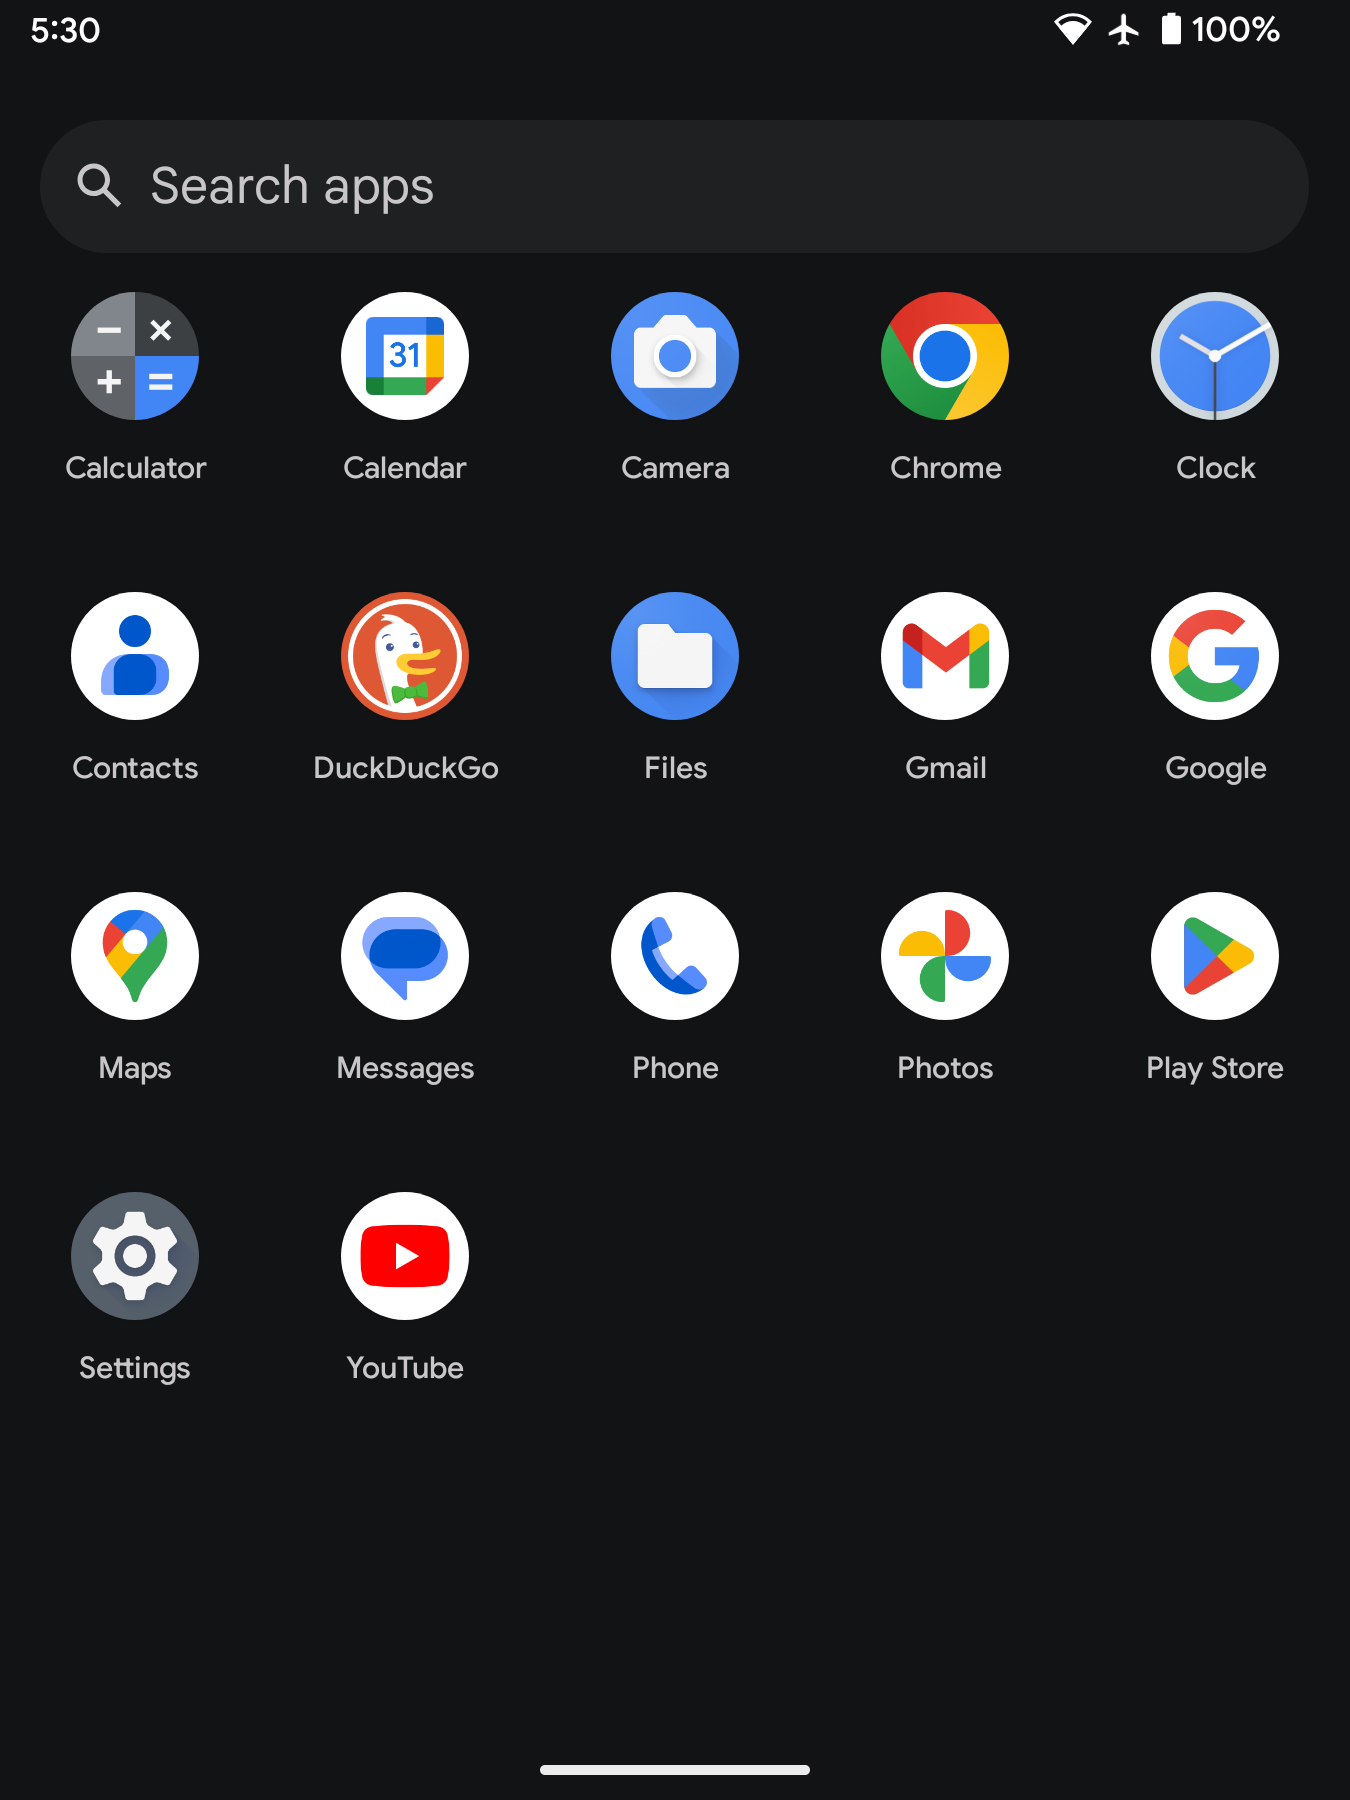 5:30 100%
Search apps
31
Calculator Calendar Camera Chrome Clock
Contacts DuckDuckGo Files Gmail Google
Maps Messages Phone Photos Play Store
Settings YouTube